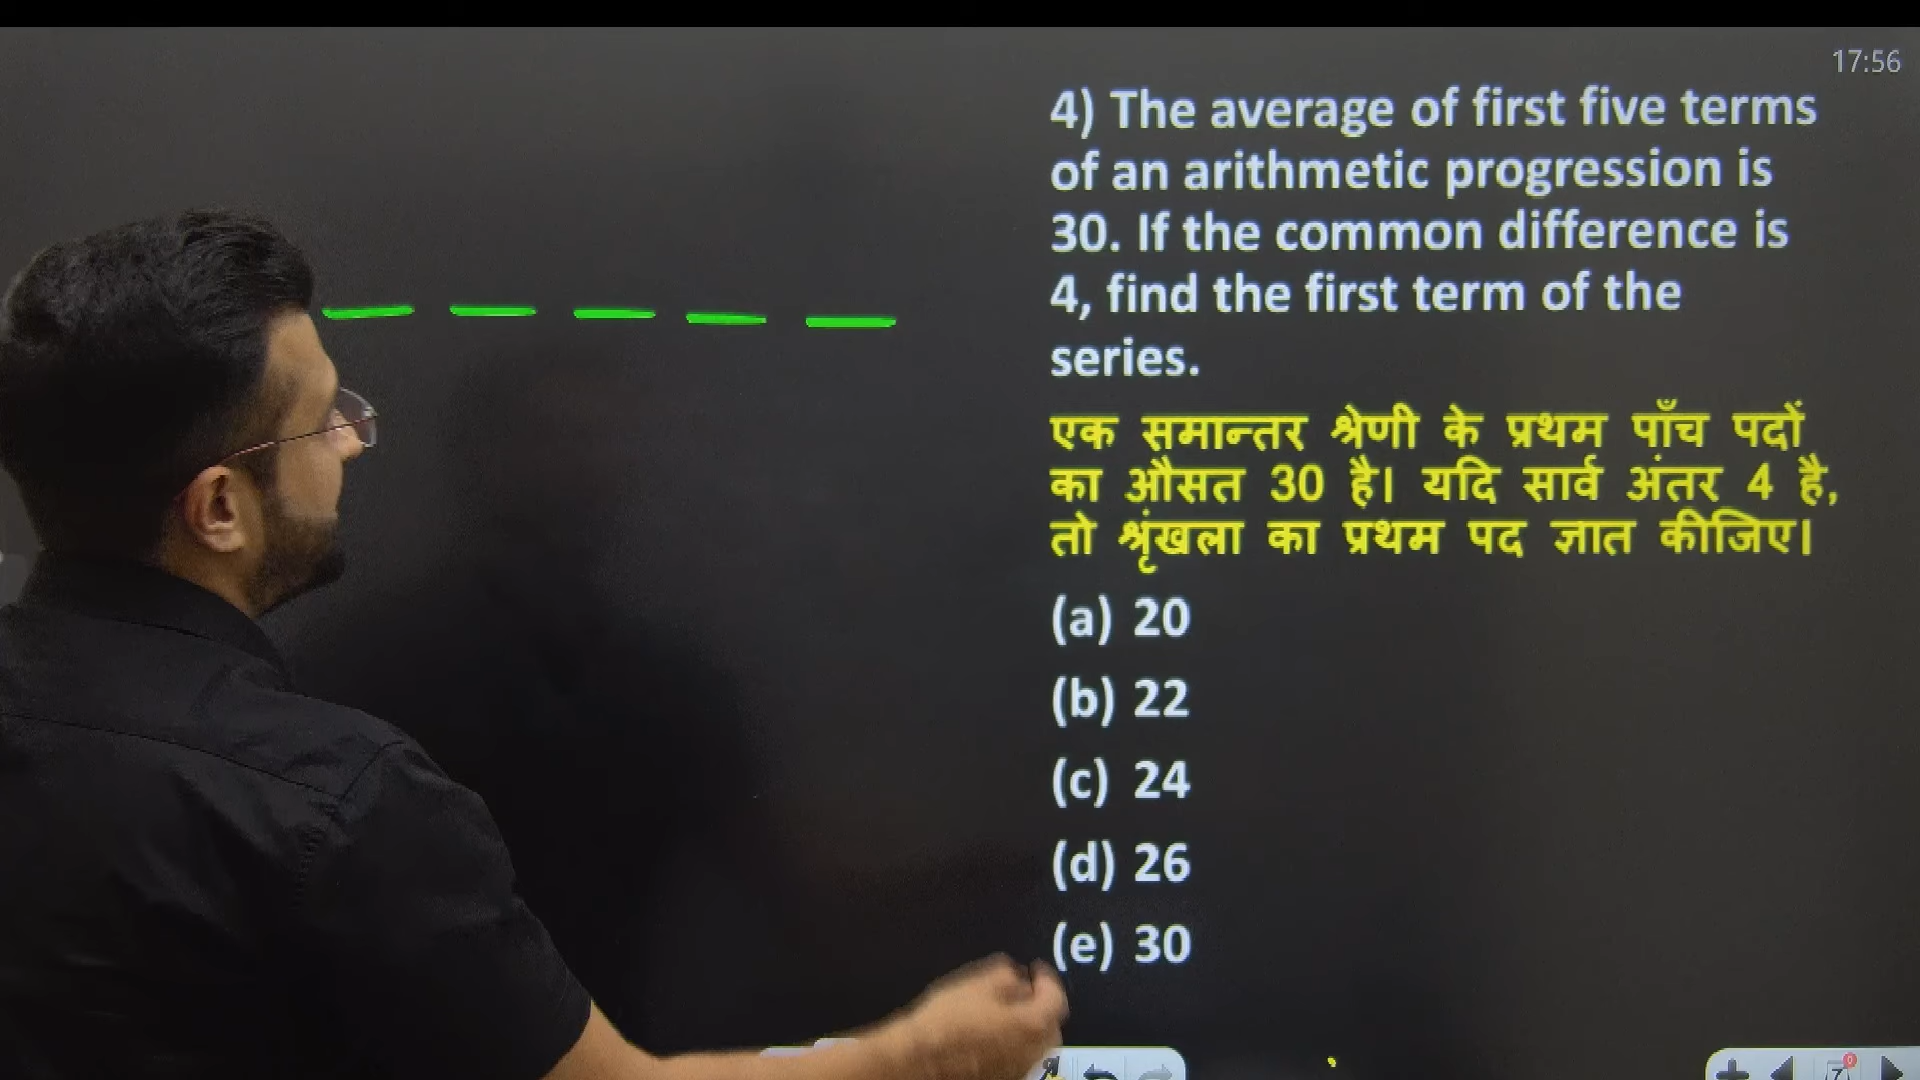 17:56
4) The average of first five terms
of an arithmetic progression is
30. If the common difference is
4, find the first term of the
series.
एक समान्तर श्रेणी के प्रथम पाँच पदों
का औसत 30 है। यदि सार्व अंतर 4 है,
तो श्रृंखला का प्रथम पद ज्ञात कीजिए।
(a) 20
(b) 22
(c) 24
(d) 26
(e) 30
7
0